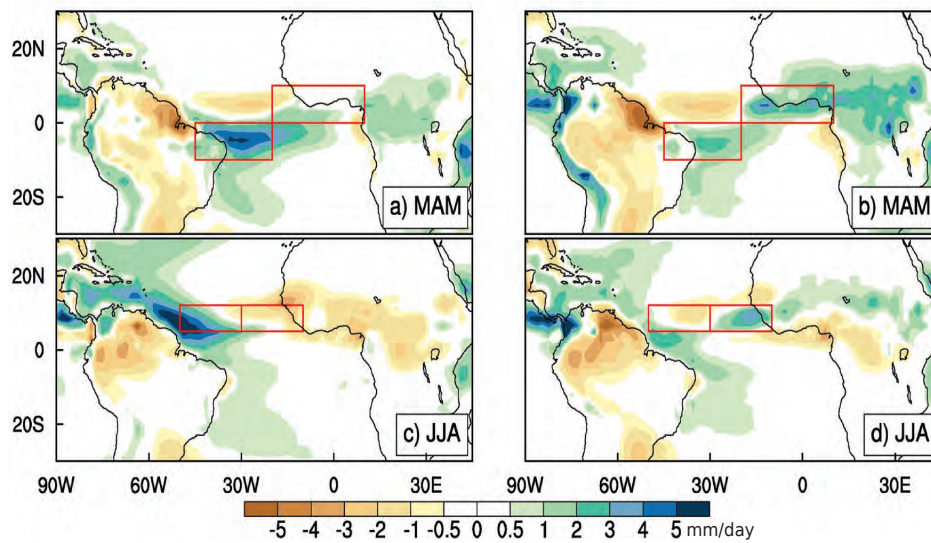 20N
0
20S
a) MAM
b) MAM
20N
0
20S
c) JJA
d) JJA
90W 60W 30W 0 30E 90W 60W 30W 0 30E
-5 -4 -3 -2 -1 -0.5 0 0.5 1 2 3 4 5 mm/day